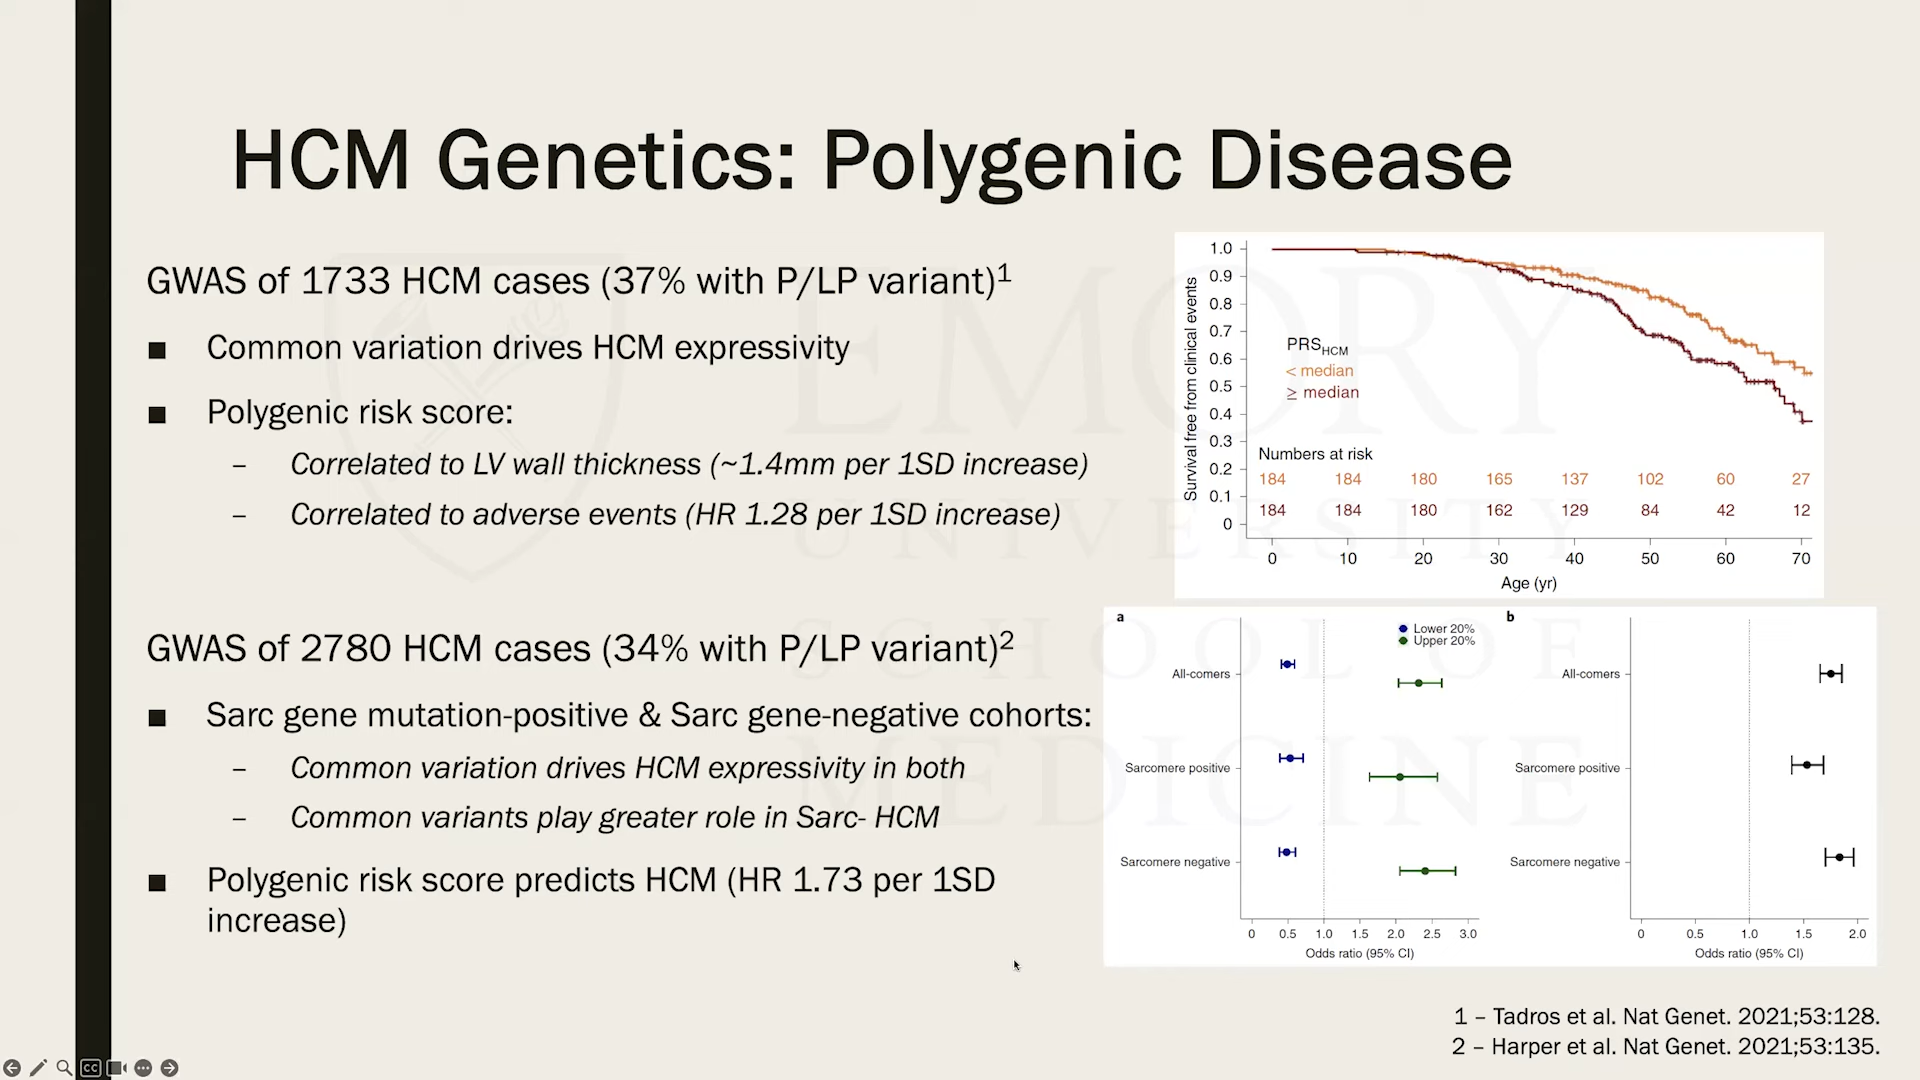 HCM Genetics: Polygenic Disease
GWAS of 1733 HCM cases (37% with P/LP variant)1
■ Common variation drives HCM expressivity
■ Polygenic risk score:
– Correlated to LV wall thickness (~1.4mm per 1SD increase)
– Correlated to adverse events (HR 1.28 per 1SD increase)
GWAS of 2780 HCM cases (34% with P/LP variant)2
■ Sarc gene mutation-positive & Sarc gene-negative cohorts:
– Common variation drives HCM expressivity in both
– Common variants play greater role in Sarc- HCM
■ Polygenic risk score predicts HCM (HR 1.73 per 1SD
increase)
Survival free from clinical events
1.0
0.9
0.8
0.7
0.6
0.5
0.4
0.3
0.2
0.1
0
PRSHCM
< median
≥ median
Numbers at risk
184 184 180 165 137 102 60 27
184 184 180 162 129 84 42 12
0 10 20 30 40 50 60 70
Age (yr)
a
Lower 20%
Upper 20%
All-comers
Sarcomere positive
Sarcomere negative
0 0.5 1.0 1.5 2.0 2.5 3.0
Odds ratio (95% CI)
b
All-comers
Sarcomere positive
Sarcomere negative
0 0.5 1.0 1.5 2.0
Odds ratio (95% CI)
1 – Tadros et al. Nat Genet. 2021;53:128.
2 – Harper et al. Nat Genet. 2021;53:135.
EMORY
UNIVERSITY
SCHOOL OF
MEDICINE
CC